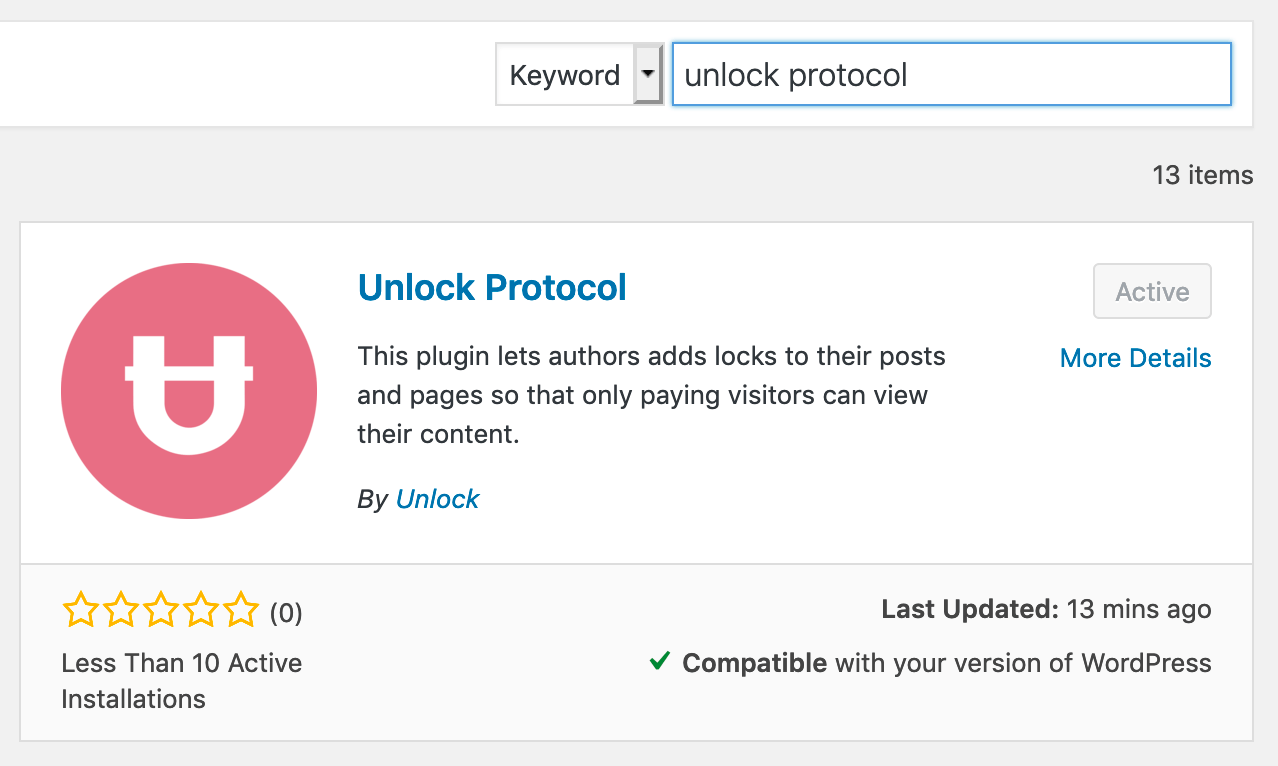 Keyword
unlock protocol
13 items
Unlock Protocol
Active
This plugin lets authors adds locks to their posts
and pages so that only paying visitors can view
their content.
More Details
By Unlock
(0)
Last Updated: 13 mins ago
Less Than 10 Active
Installations
Compatible with your version of WordPress